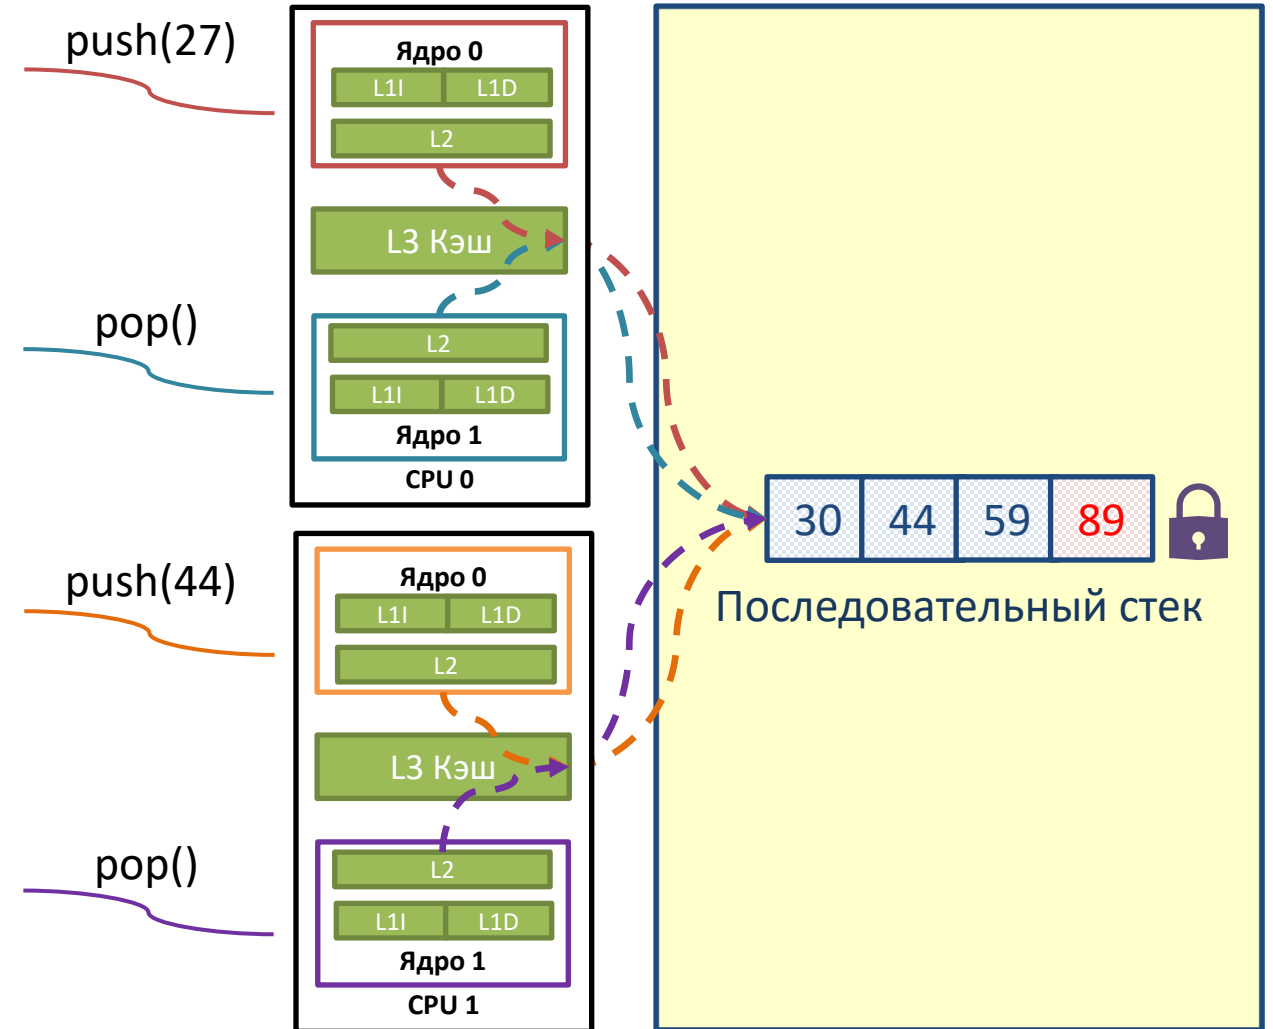 push(27)
Ядро 0
L1I L1D
L2
L3 Кэш
pop()
L2
L1I L1D
Ядро 1
CPU 0
30 44 59 89
Последовательный стек
push(44)
Ядро 0
L1I L1D
L2
L3 Кэш
pop()
L2
L1I L1D
Ядро 1
CPU 1